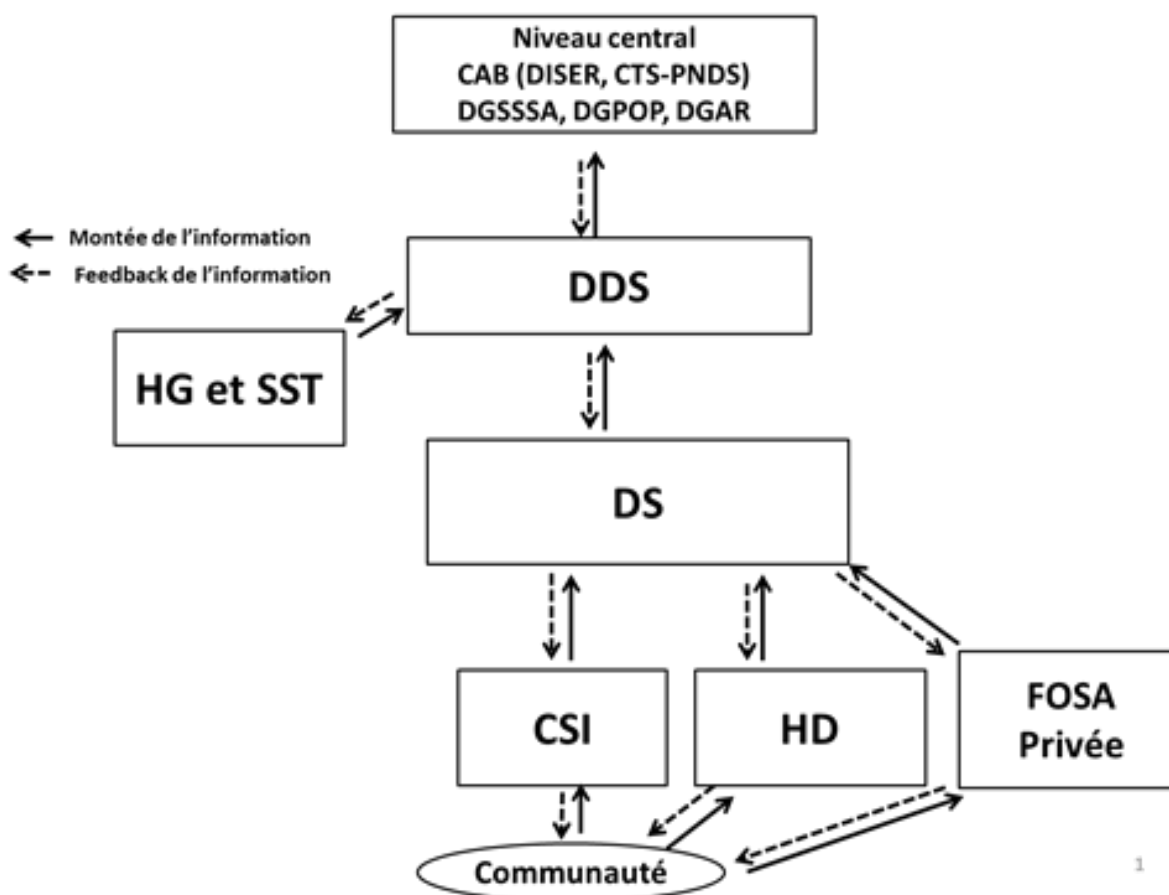 Niveau central
CAB (DISER, CTS-PNDS)
DGSSSA, DGPOP, DGAR
Montée de l'information
Feedback de l'information
DDS
HG et SST
DS
CSI
HD
FOSA
Privée
Communauté
1